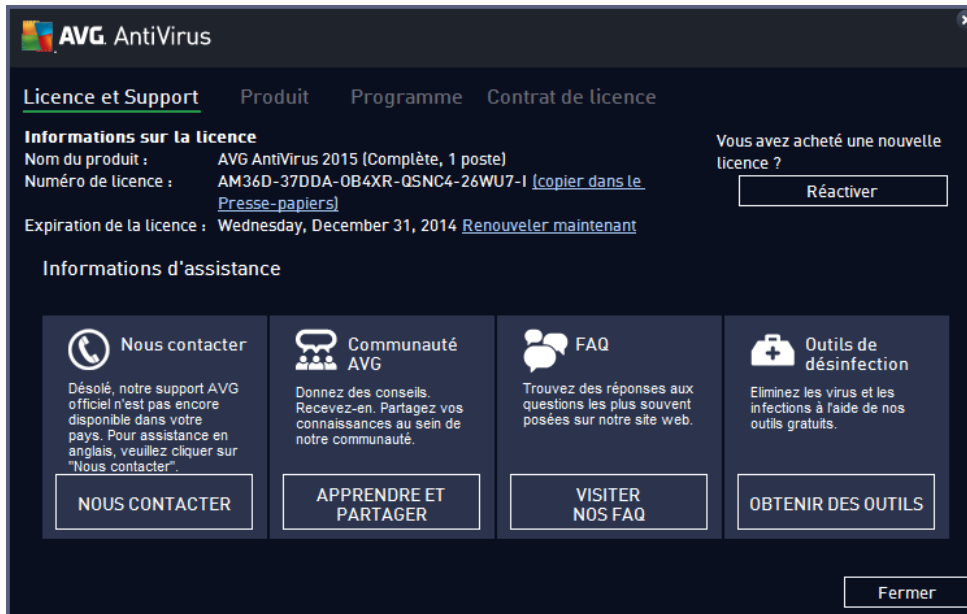 AVG. AntiVirus
Licence et Support Produit Programme Contrat de licence
Informations sur la licence
Nom du produit : AVG AntiVirus 2015 (Complète, 1 poste)
Numéro de licence : AM36D-37DDA-0B4XR-QSNC4-26WU7-I (copier dans le
Presse-papiers)
Expiration de la licence : Wednesday, December 31, 2014 Renouveler maintenant
Vous avez acheté une nouvelle
licence ?
Réactiver
Informations d'assistance
Nous contacter
Désolé, notre support AVG
officiel n'est pas encore
disponible dans votre
pays. Pour assistance en
anglais, veuillez cliquer sur
"Nous contacter".
NOUS CONTACTER
Communauté
AVG
Donnez des conseils.
Recevez-en. Partagez vos
connaissances au sein de
notre communauté.
APPRENDRE ET
PARTAGER
FAQ
Trouvez des réponses aux
questions les plus souvent
posées sur notre site web.
VISITER
NOS FAQ
Outils de
désinfection
Eliminez les virus et les
infections à l'aide de nos
outils gratuits.
OBTENIR DES OUTILS
Fermer